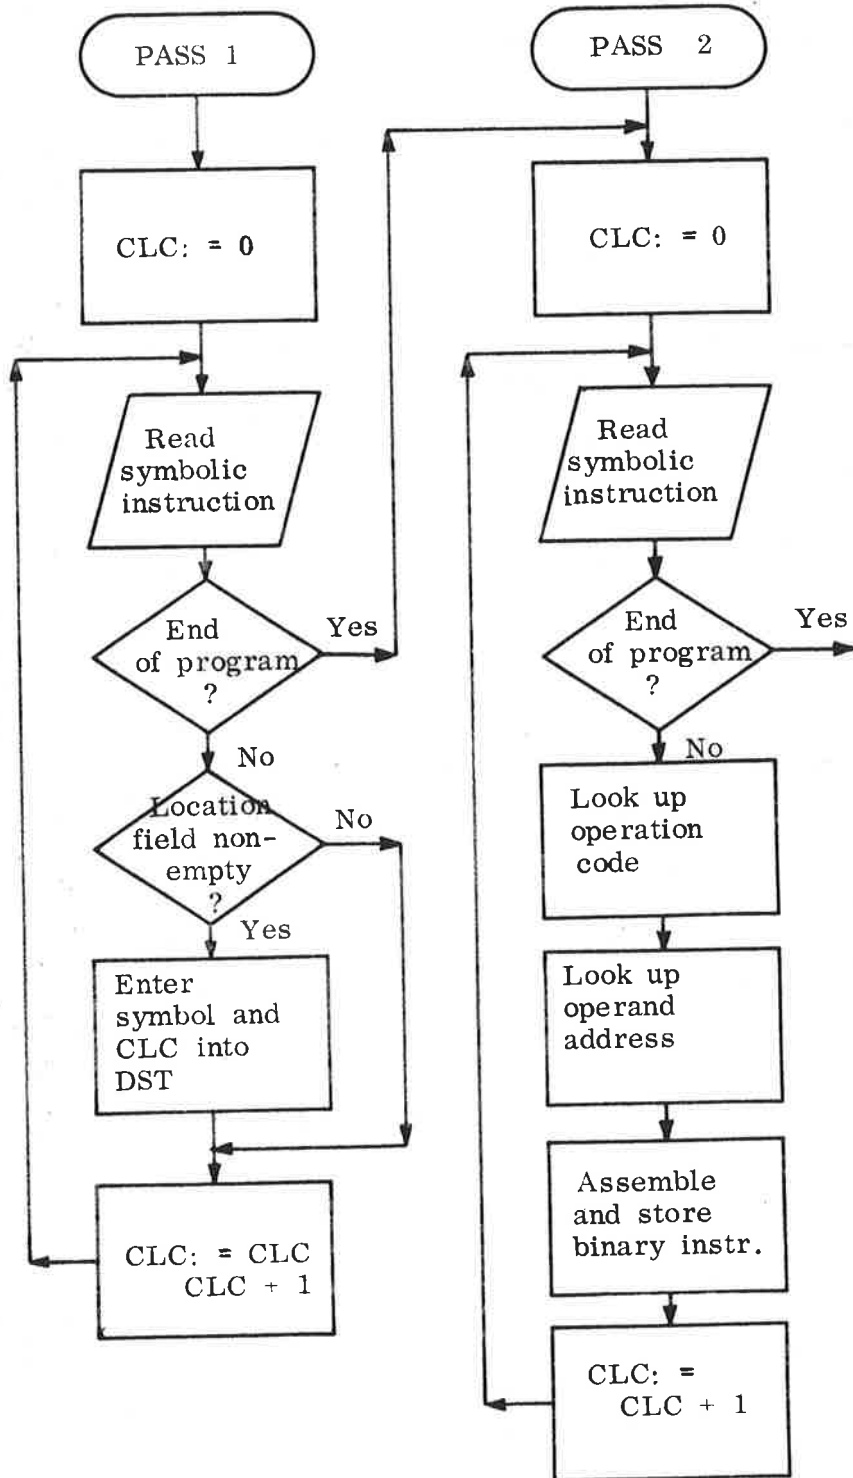 PASS 1
CLC: = 0
Read
symbolic
instruction
End
of program
?
Yes
No
Location
field non-
empty
?
No
Yes
Enter
symbol and
CLC into
DST
CLC: = CLC
CLC + 1
PASS 2
CLC: = 0
Read
symbolic
instruction
End
of program
?
Yes
No
Look up
operation
code
Look up
operand
address
Assemble
and store
binary instr.
CLC: =
CLC + 1